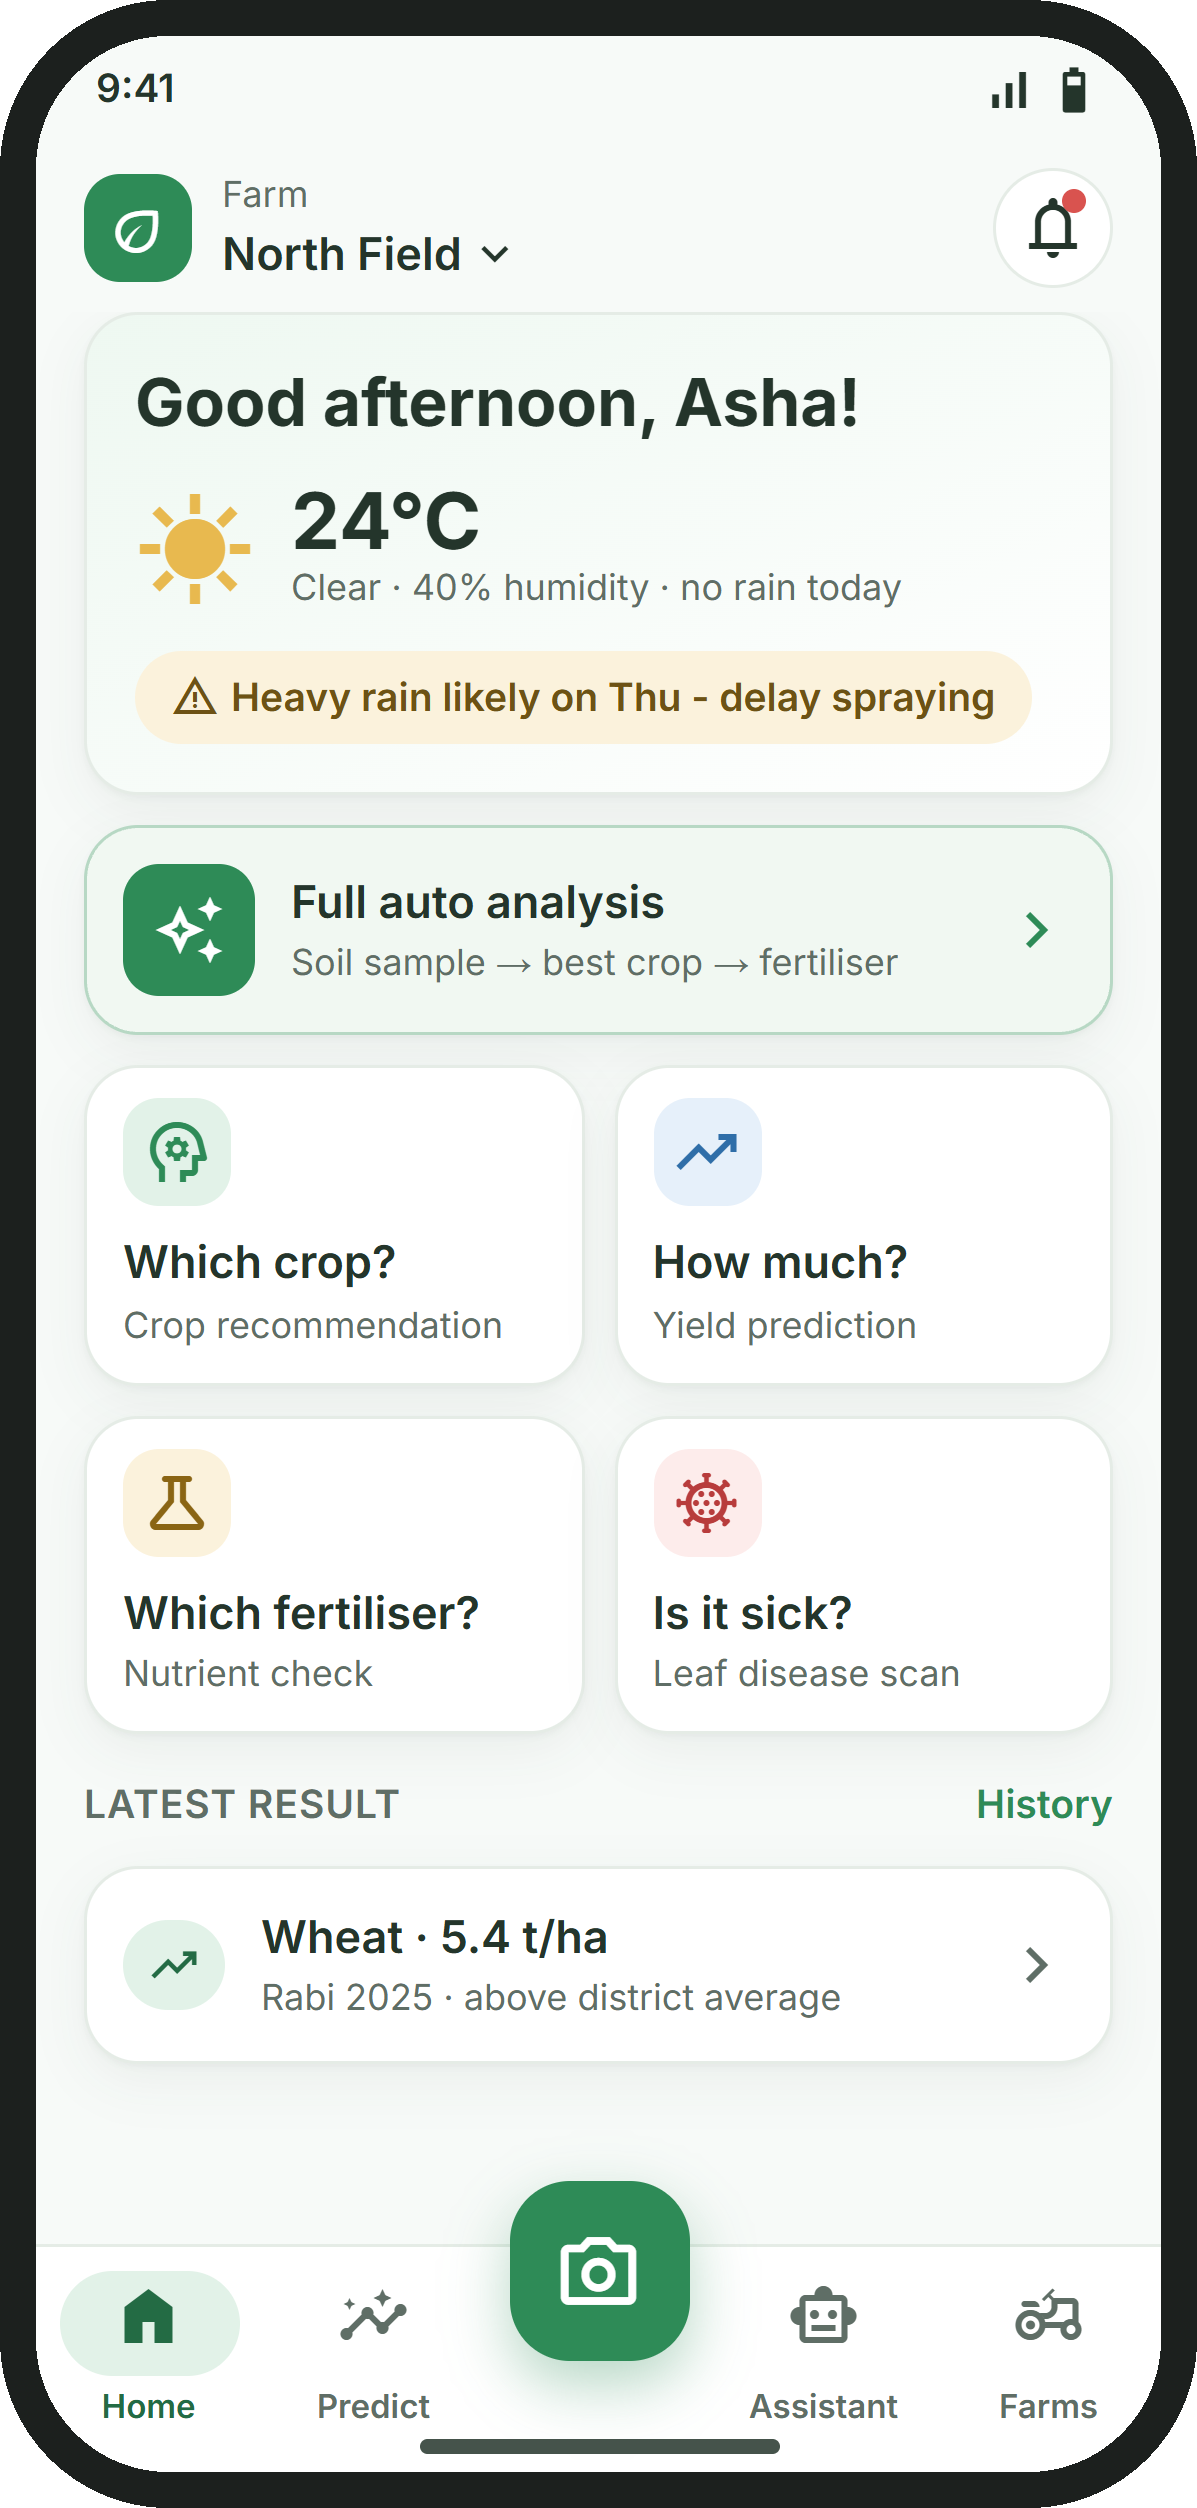 9:41
Farm
North Field
Good afternoon, Asha!
24°C
Clear · 40% humidity · no rain today
Heavy rain likely on Thu - delay spraying
Full auto analysis
Soil sample → best crop → fertiliser
Which crop?
Crop recommendation
How much?
Yield prediction
Which fertiliser?
Nutrient check
Is it sick?
Leaf disease scan
LATEST RESULT
History
Wheat · 5.4 t/ha
Rabi 2025 · above district average
Home
Predict
Assistant
Farms